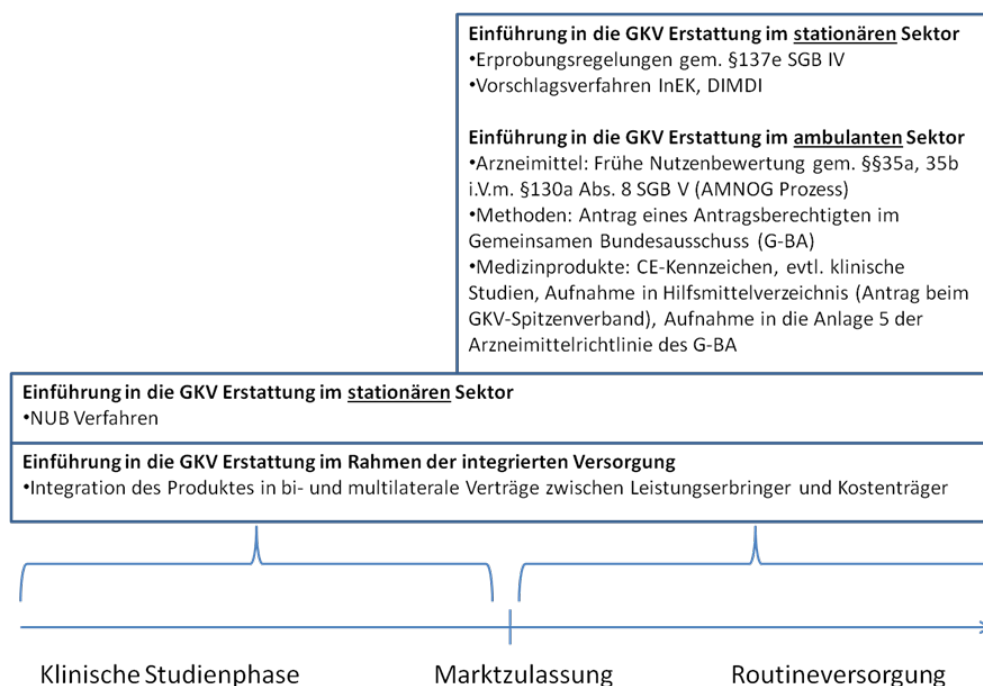 Einführung in die GKV Erstattung im stationären Sektor
•Erprobungsregelungen gem. §137e SGB IV
•Vorschlagsverfahren InEK, DIMDI
Einführung in die GKV Erstattung im ambulanten Sektor
•Arzneimittel: Frühe Nutzenbewertung gem. §§35a, 35b
i.V.m. §130a Abs. 8 SGB V (AMNOG Prozess)
•Methoden: Antrag eines Antragsberechtigten im
Gemeinsamen Bundesausschuss (G-BA)
•Medizinprodukte: CE-Kennzeichen, evtl. klinische
Studien, Aufnahme in Hilfsmittelverzeichnis (Antrag beim
GKV-Spitzenverband), Aufnahme in die Anlage 5 der
Arzneimittelrichtlinie des G-BA
Einführung in die GKV Erstattung im stationären Sektor
•NUB Verfahren
Einführung in die GKV Erstattung im Rahmen der integrierten Versorgung
•Integration des Produktes in bi- und multilaterale Verträge zwischen Leistungserbringer und Kostenträger
Klinische Studienphase Marktzulassung Routineversorgung